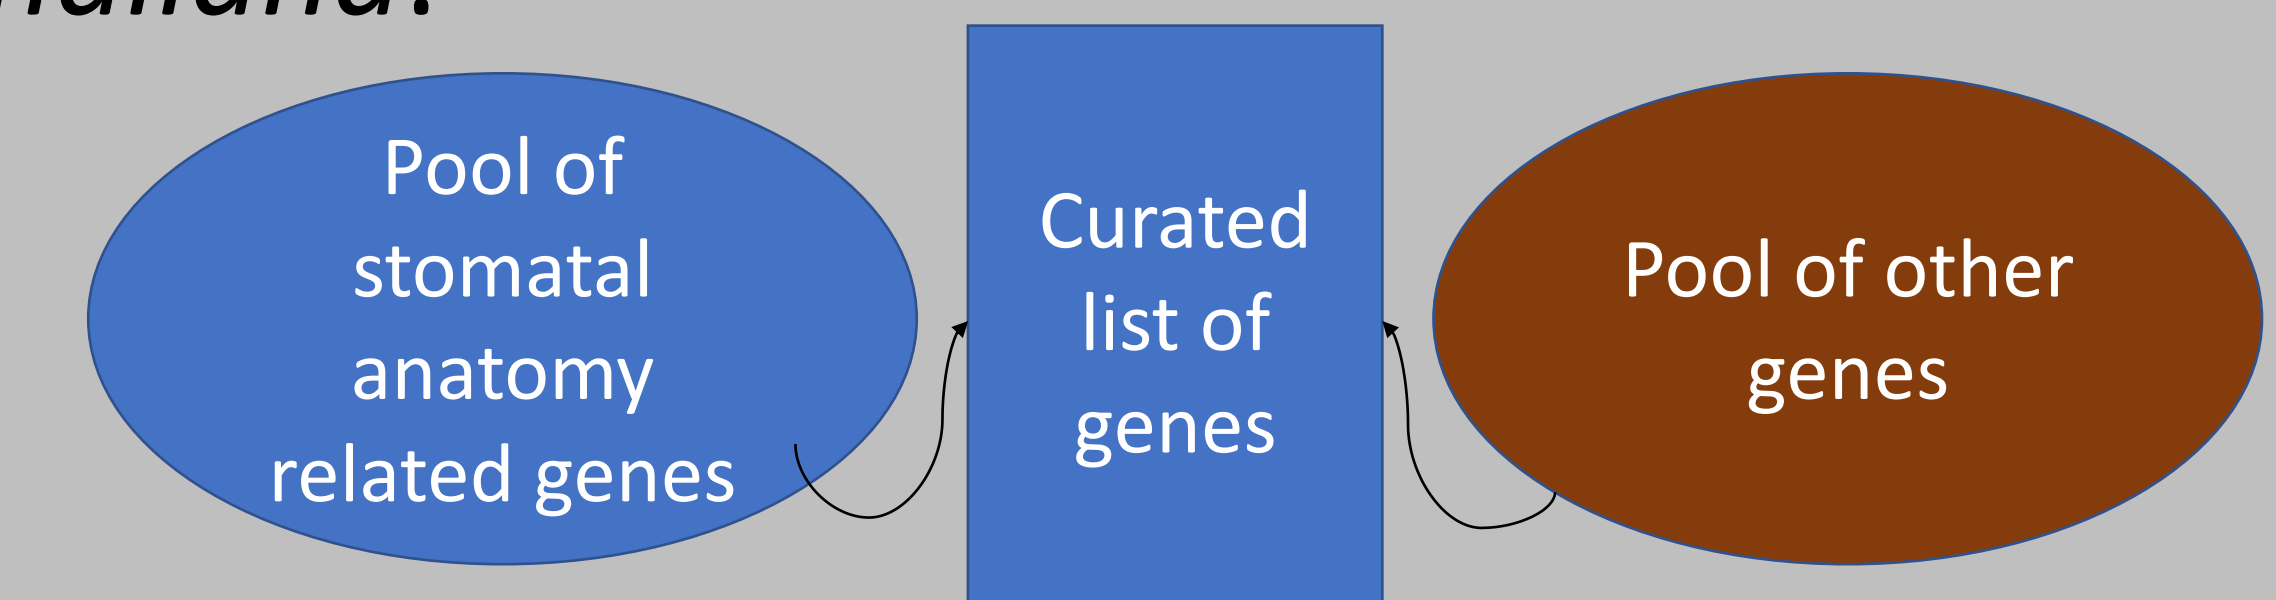 Pool of
stomatal
anatomy
related genes
Curated
list of
genes
Pool of other
genes